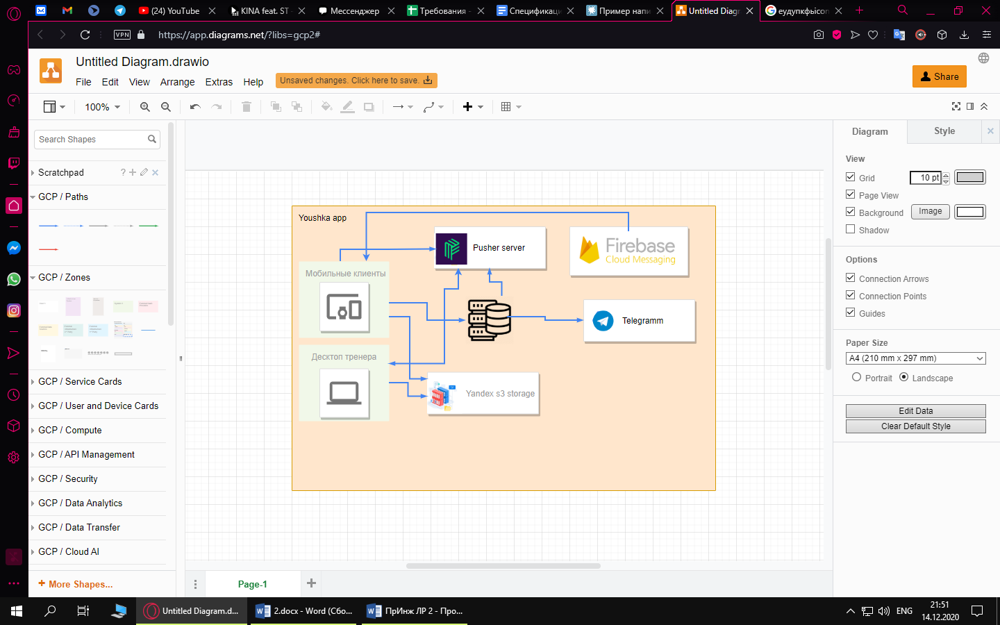 (24) YouTube
KINA feat. ST
Мессенджер
Требования -
Спецификаци
Пример напи
Untitled Diagr
еудупкфьіcon
VPN
https://app.diagrams.net/?libs=gcp2#
Untitled Diagram.drawio
File Edit View Arrange Extras Help
Unsaved changes. Click here to save.
Share
100%
Search Shapes
Scratchpad
?
GCP / Paths
GCP / Zones
GCP / Service Cards
GCP / User and Device Cards
GCP / Compute
GCP / API Management
GCP / Security
GCP / Data Analytics
GCP / Data Transfer
GCP / Cloud AI
+ More Shapes...
Youshka app
Pusher server
Firebase
Cloud Messaging
Мобильные клиенты
Telegramm
Десктоп тренера
Yandex s3 storage
Page-1
Diagram
Style
View
Grid
10 pt
Page View
Background
Image
Shadow
Options
Connection Arrows
Connection Points
Guides
Paper Size
A4 (210 mm x 297 mm)
Portrait
Landscape
Edit Data
Clear Default Style
Untitled Diagram.d...
2.docx - Word (Сбо...
ПрИнж ЛР 2 - Про...
ENG
21:51
14.12.2020